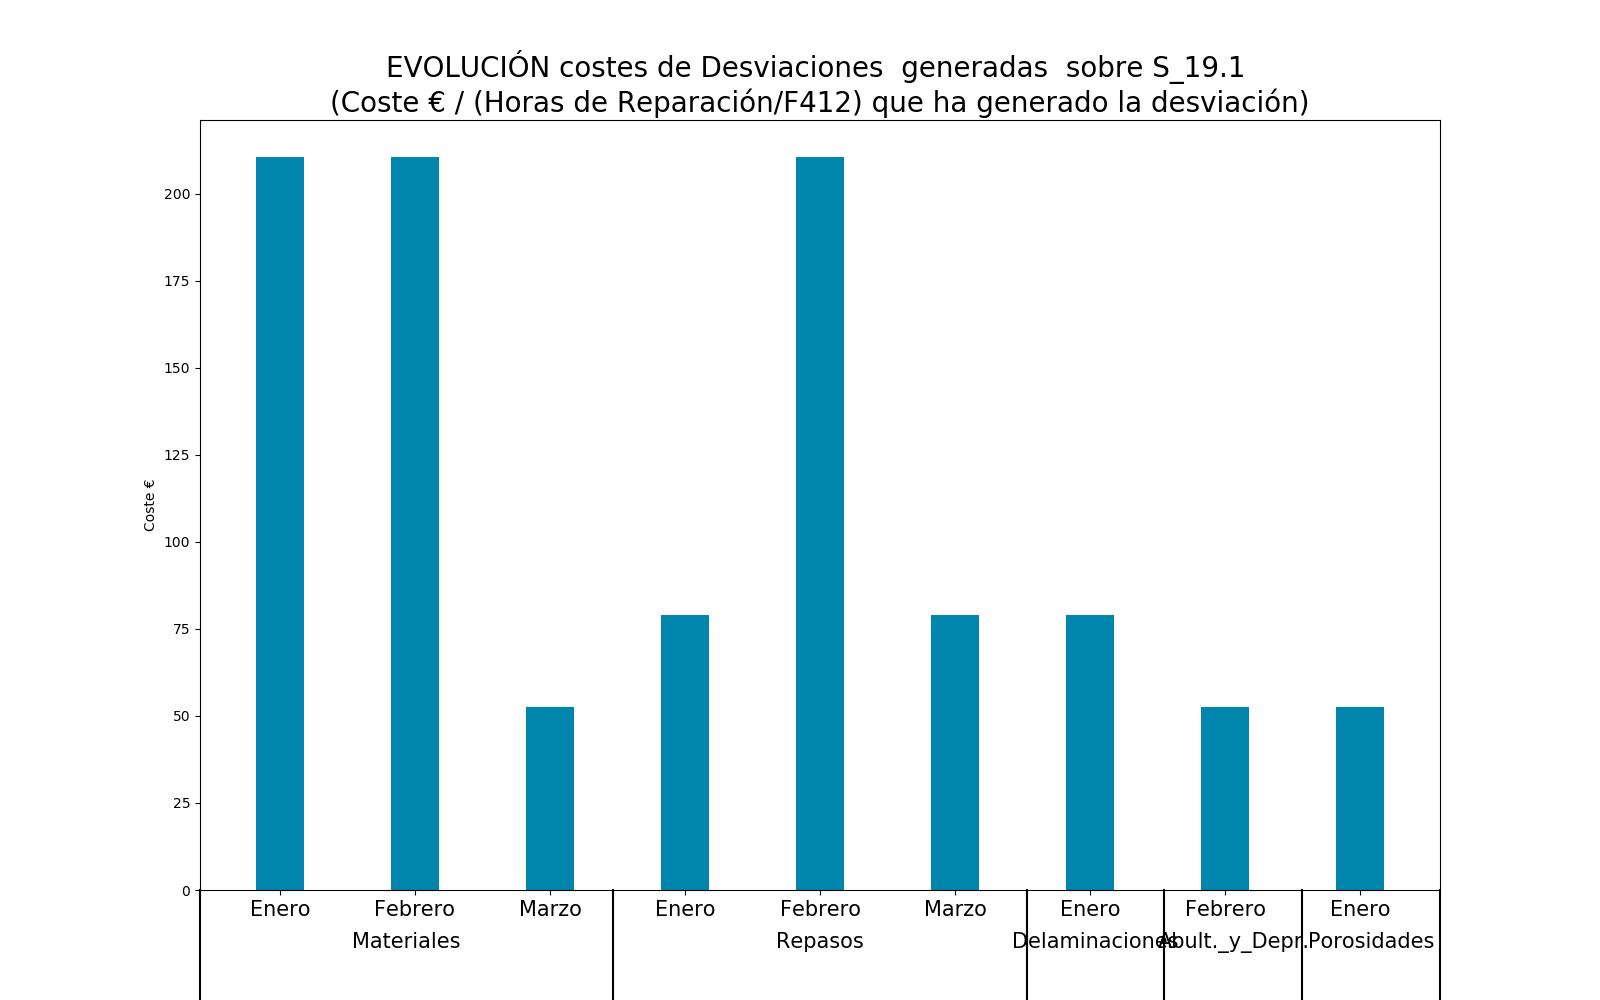 EVOLUCIÓN costes de Desviaciones  generadas  sobre S_19.1
(Coste € / (Horas de Reparación/F412) que ha generado la desviación)
200
175
150
125
100
75
50
25
0
Coste €
Enero Febrero Marzo Enero Febrero Marzo Enero Febrero Enero
Materiales Repasos Delaminaciones Abult._y_Depr. Porosidades